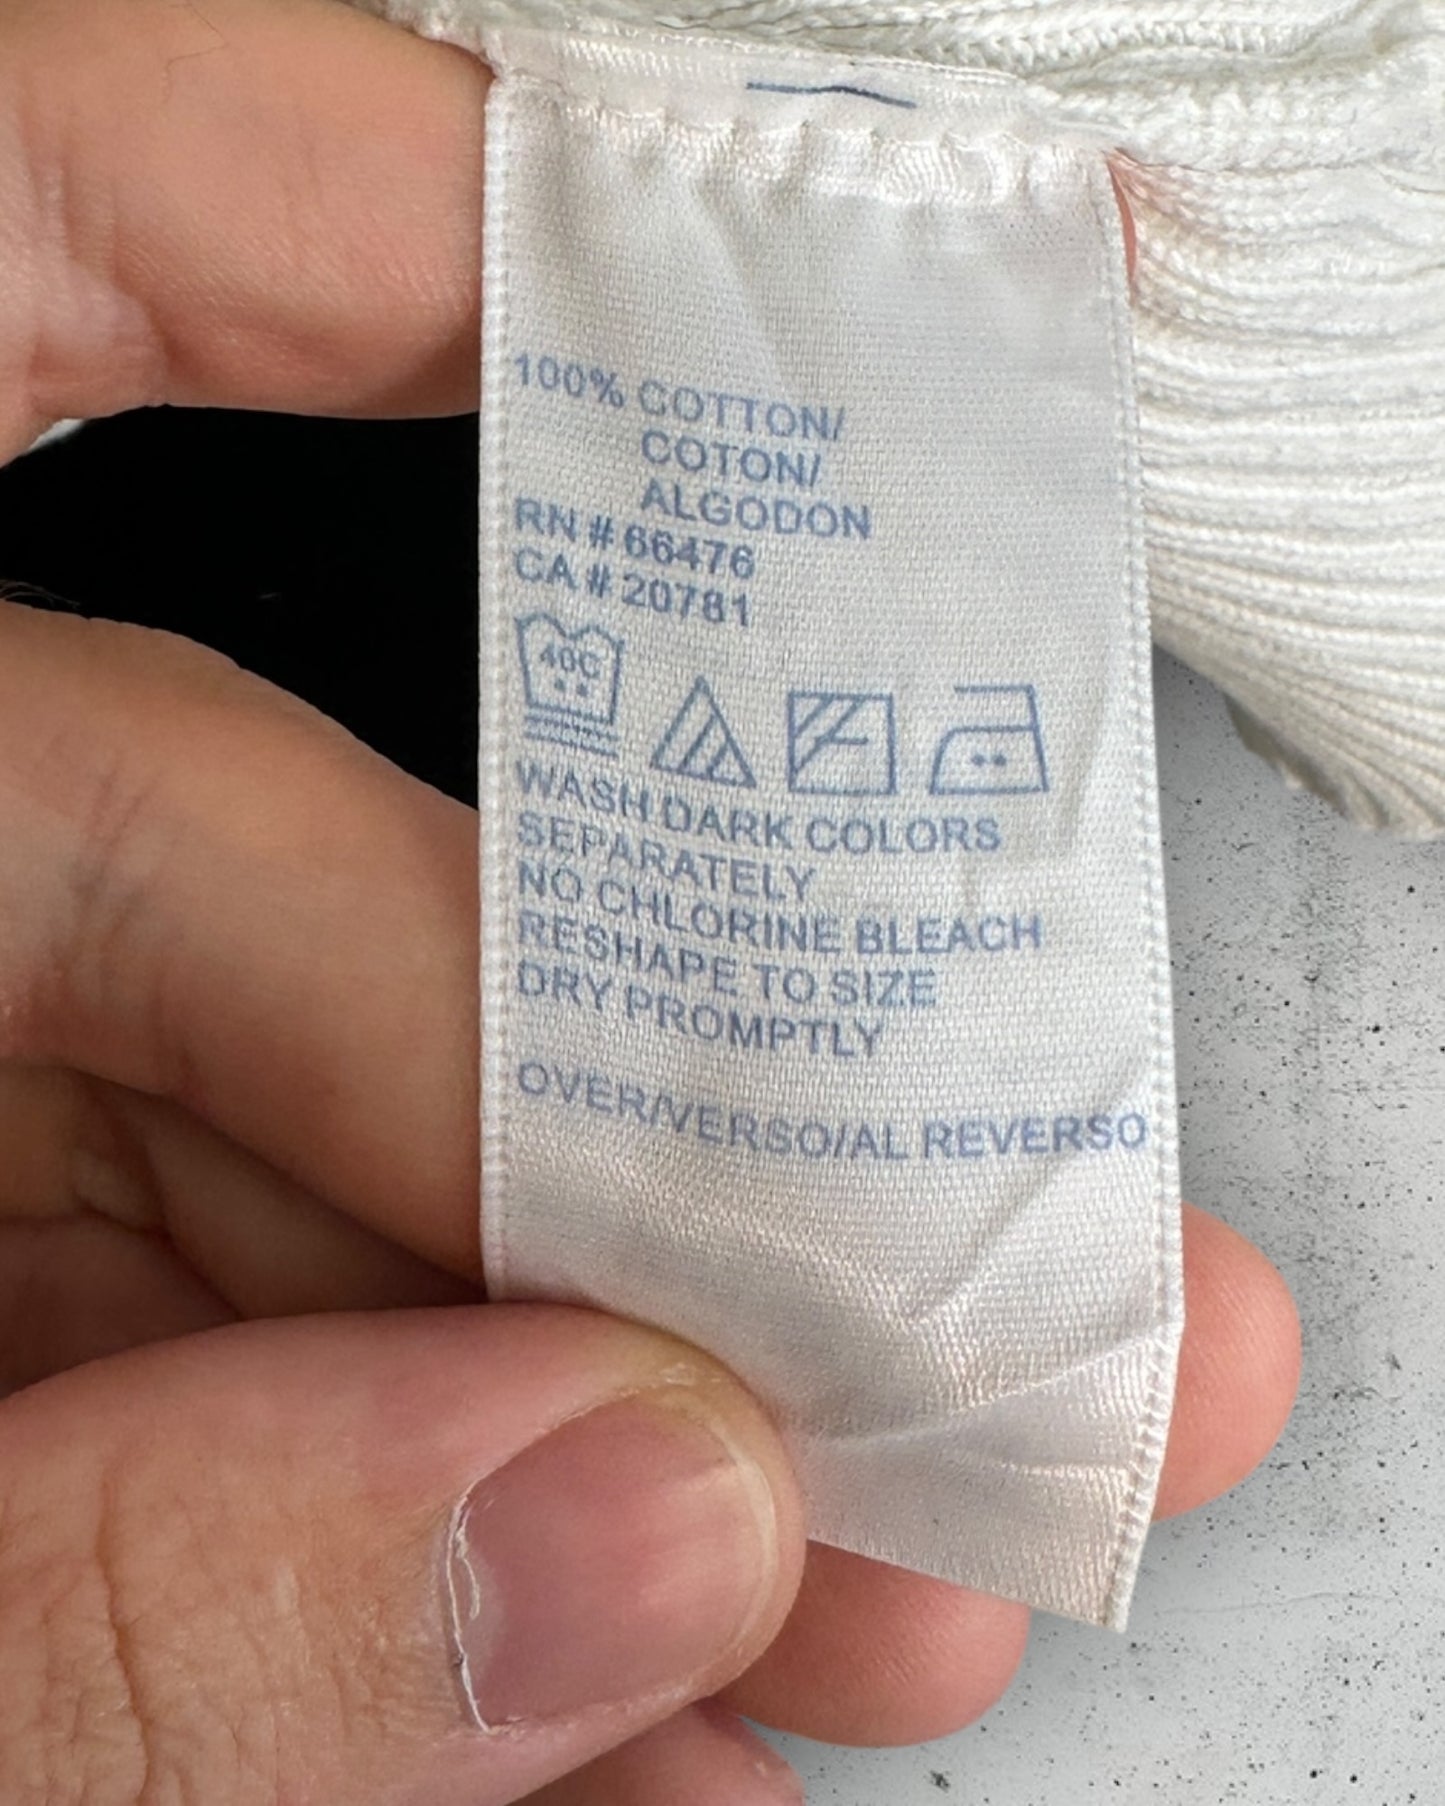 100% COTTON/
COTON/
ALGODON
RN # 66476
CA # 20781
40C
WASH DARK COLORS
SEPARATELY
NO CHLORINE BLEACH
RESHAPE TO SIZE
DRY PROMPTLY
OVER/VERSO/AL REVERSO